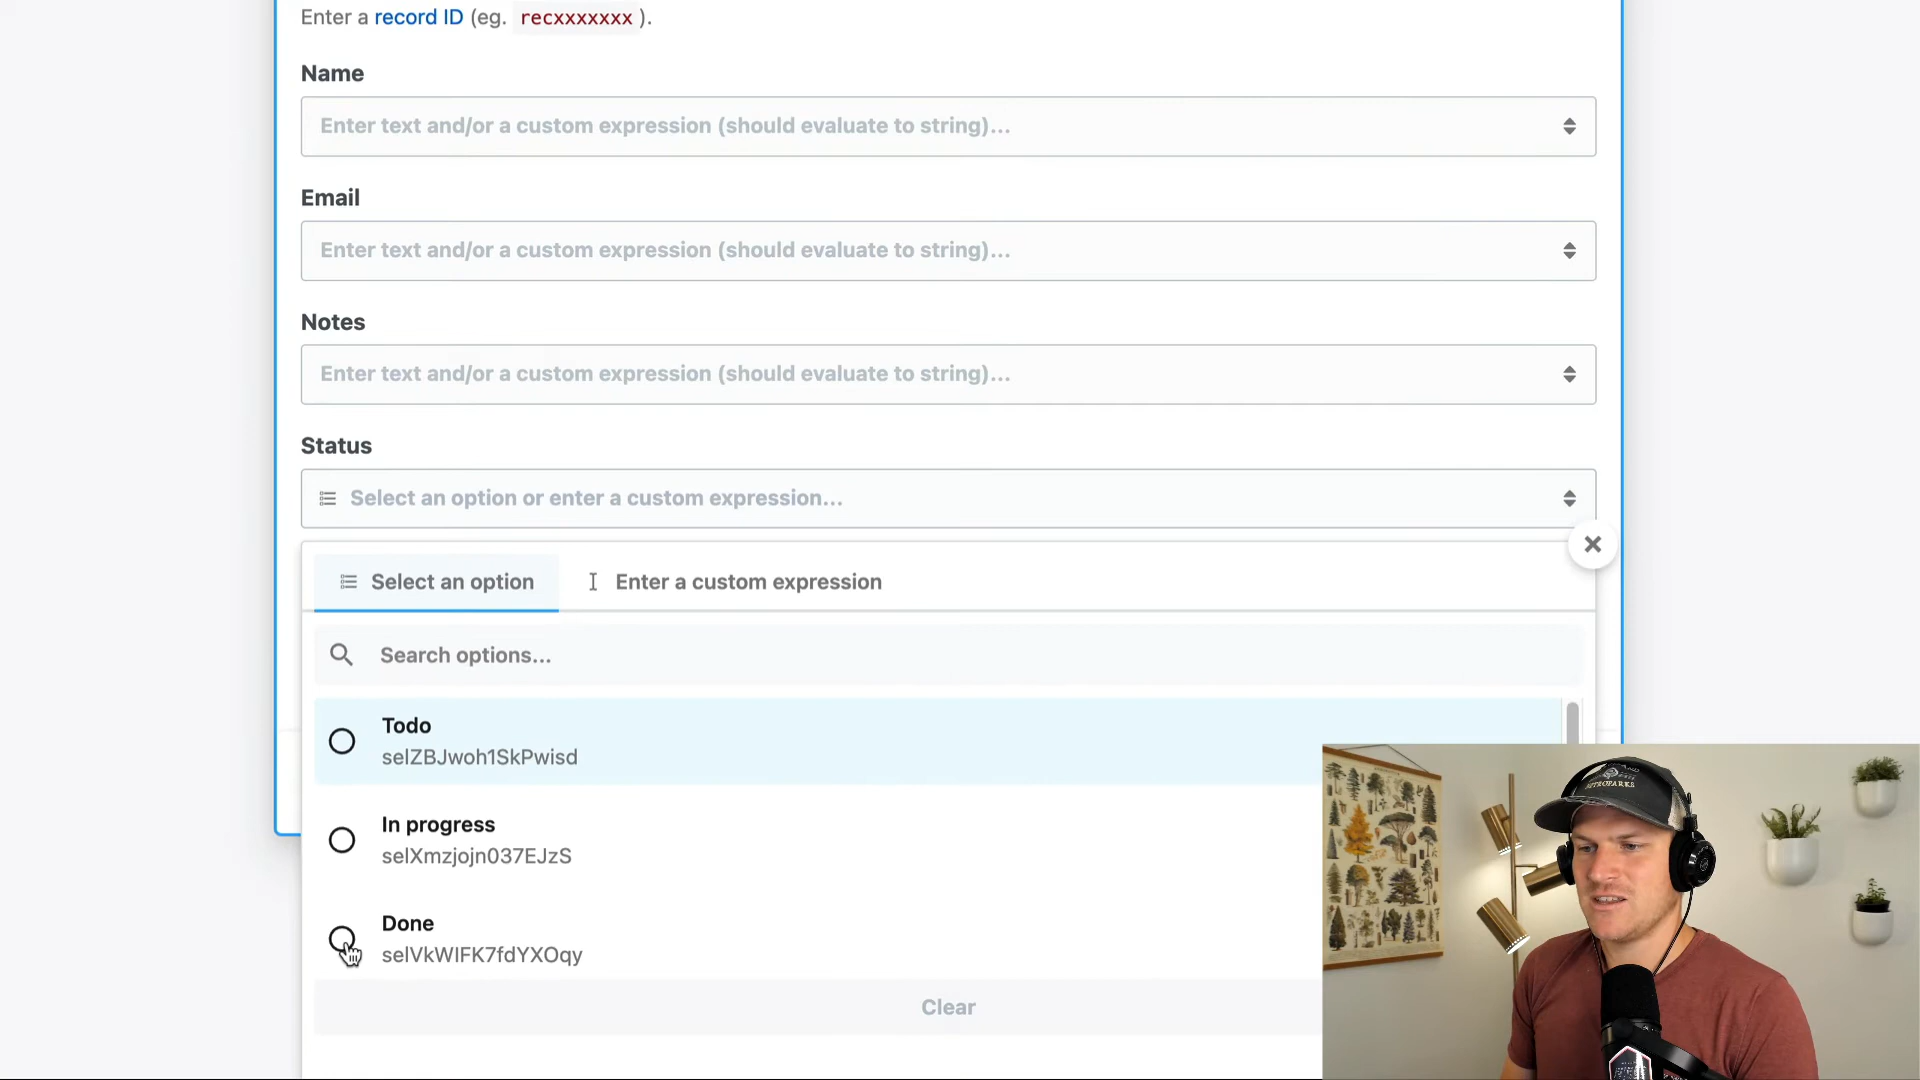 Enter a record ID (eg. recxxxxxxx ).
Name
Enter text and/or a custom expression (should evaluate to string)...
Email
Enter text and/or a custom expression (should evaluate to string)...
Notes
Enter text and/or a custom expression (should evaluate to string)...
Status
Select an option or enter a custom expression...
Select an option
Enter a custom expression
Search options...
Todo
selZBJwoh1SkPwisd
In progress
selXmzjojn037EJzS
Done
selVkWIFK7fdYXOqy
Clear